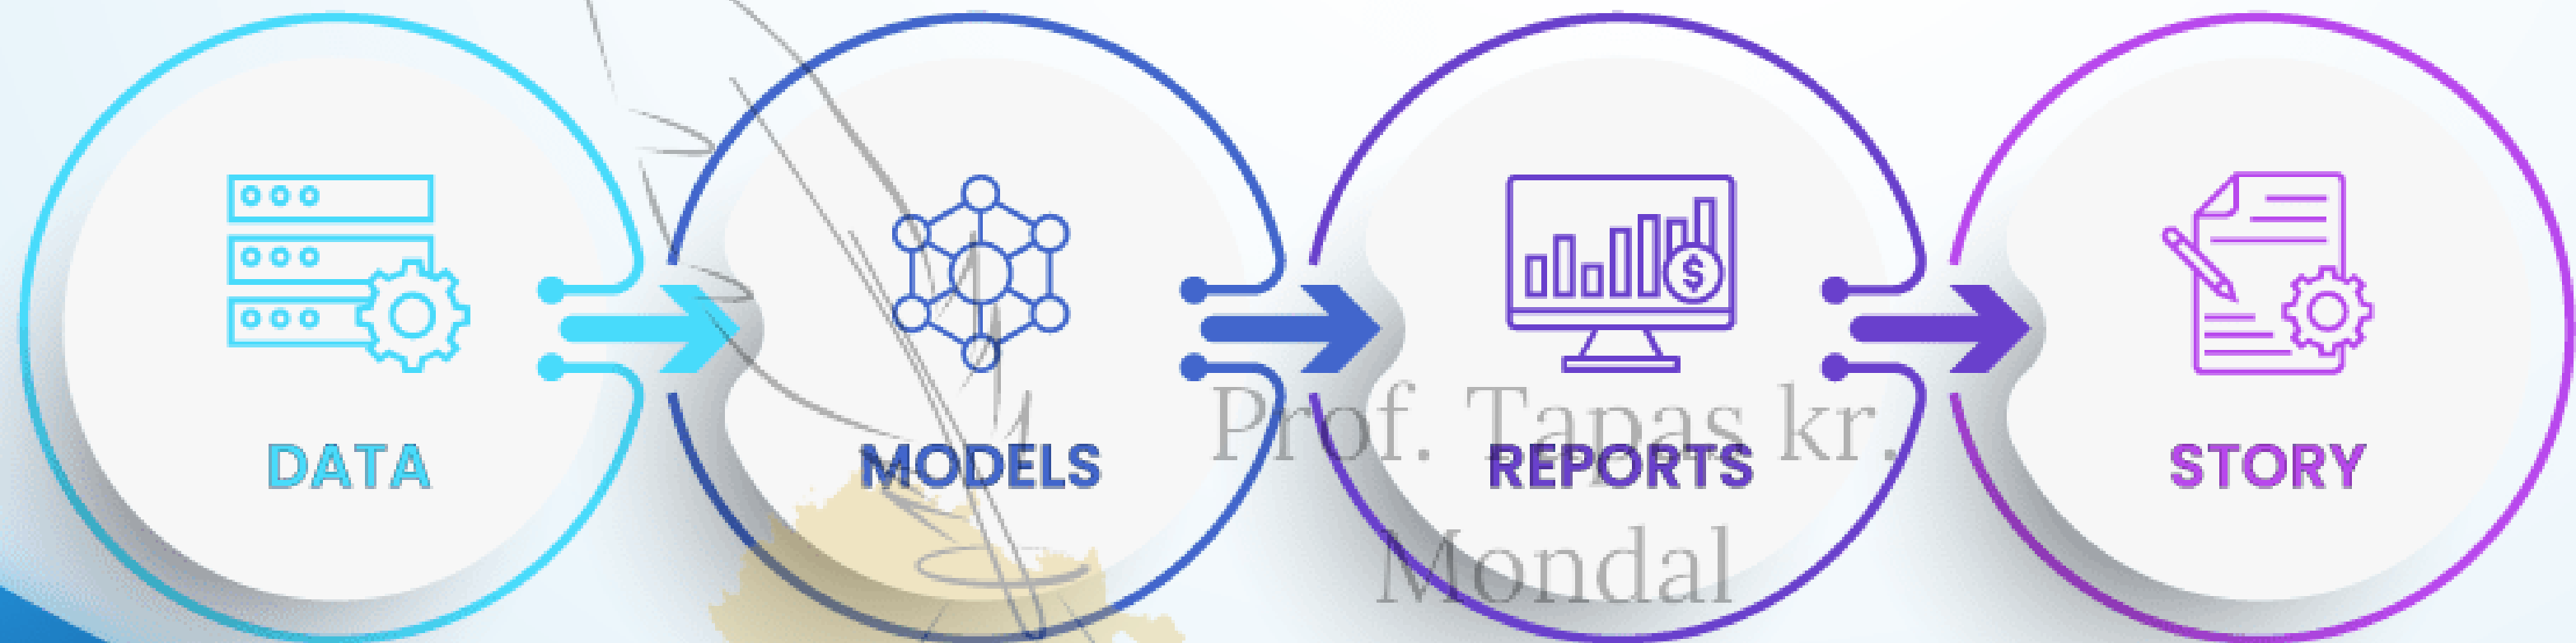 DATA
MODELS
REPORTS
STORY
$
Prof. Tapas kr.
Mondal